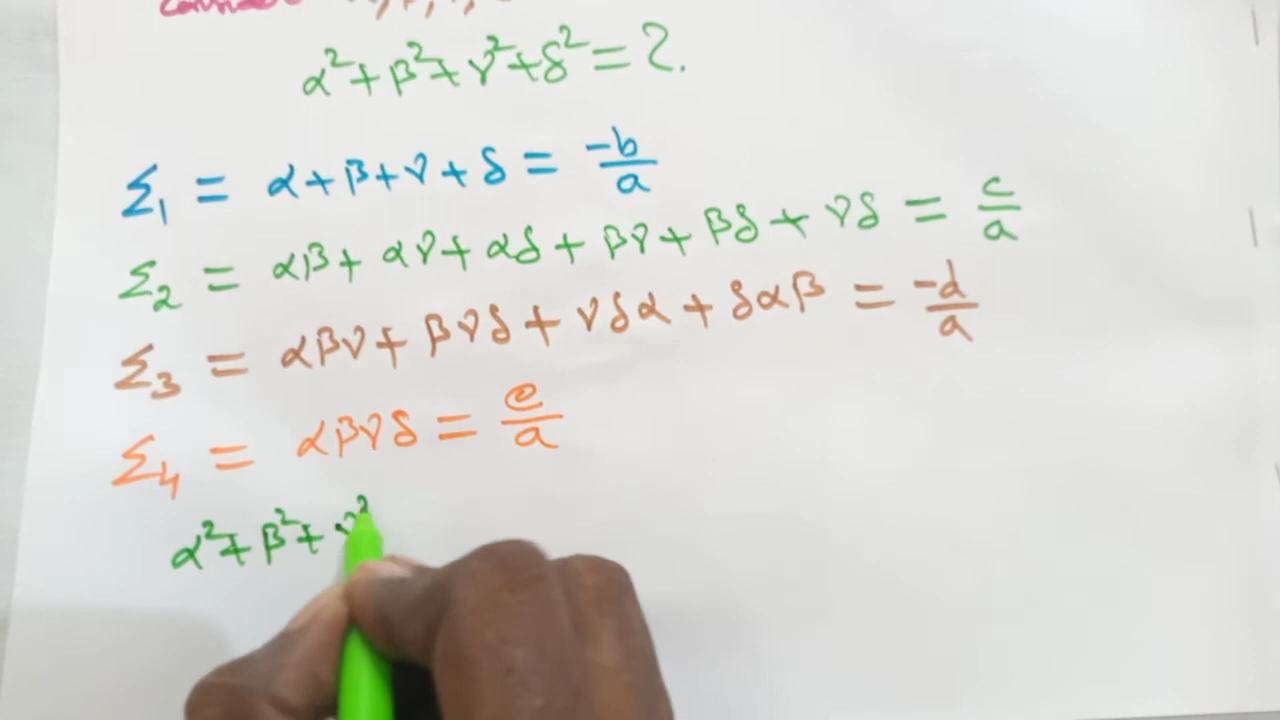 α²+β²+γ²+δ²=?.
Σ₁ = α+β+γ+δ = -b/a
Σ₂ = αβ+αγ+αδ+βγ+βδ+γδ = c/a
Σ₃ = αβγ+βγδ+γδα+δαβ = -d/a
Σ₄ = αβγδ = e/a
α²+β²+γ²